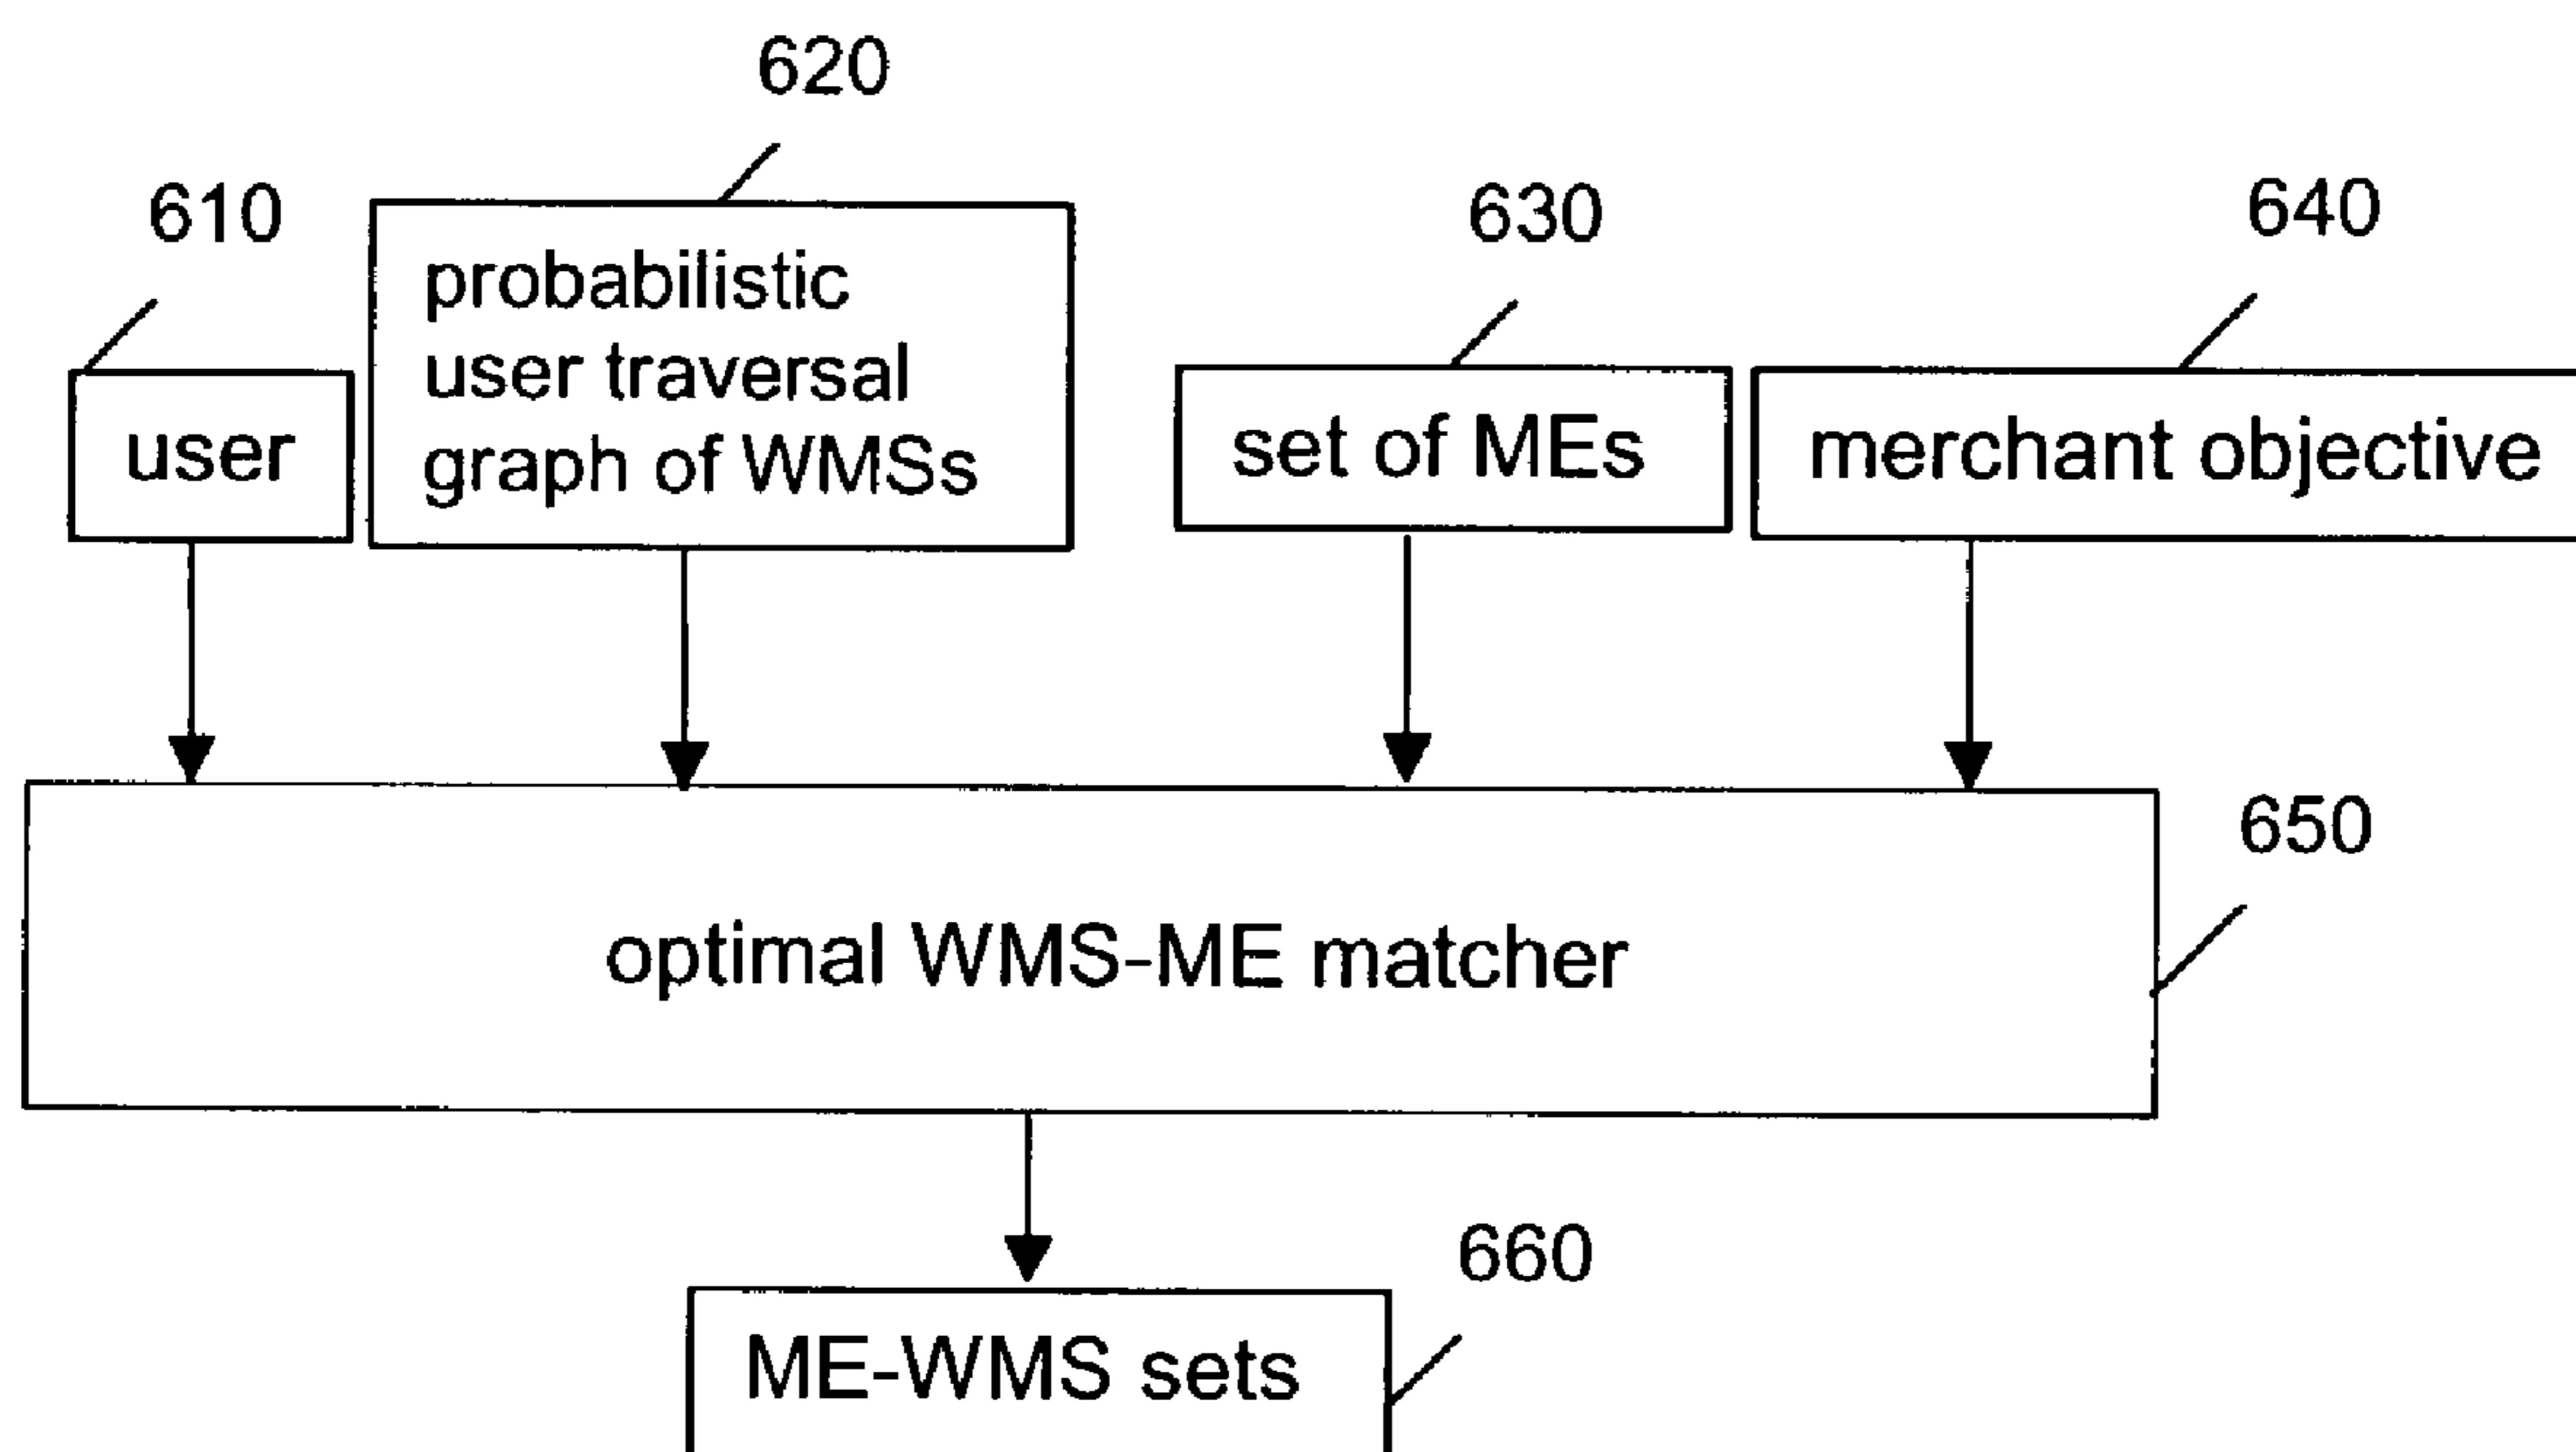 620
610
630
640
probabilistic
user traversal
graph of WMSs
user
set of MEs
merchant objective
650
optimal WMS-ME matcher
660
ME-WMS sets